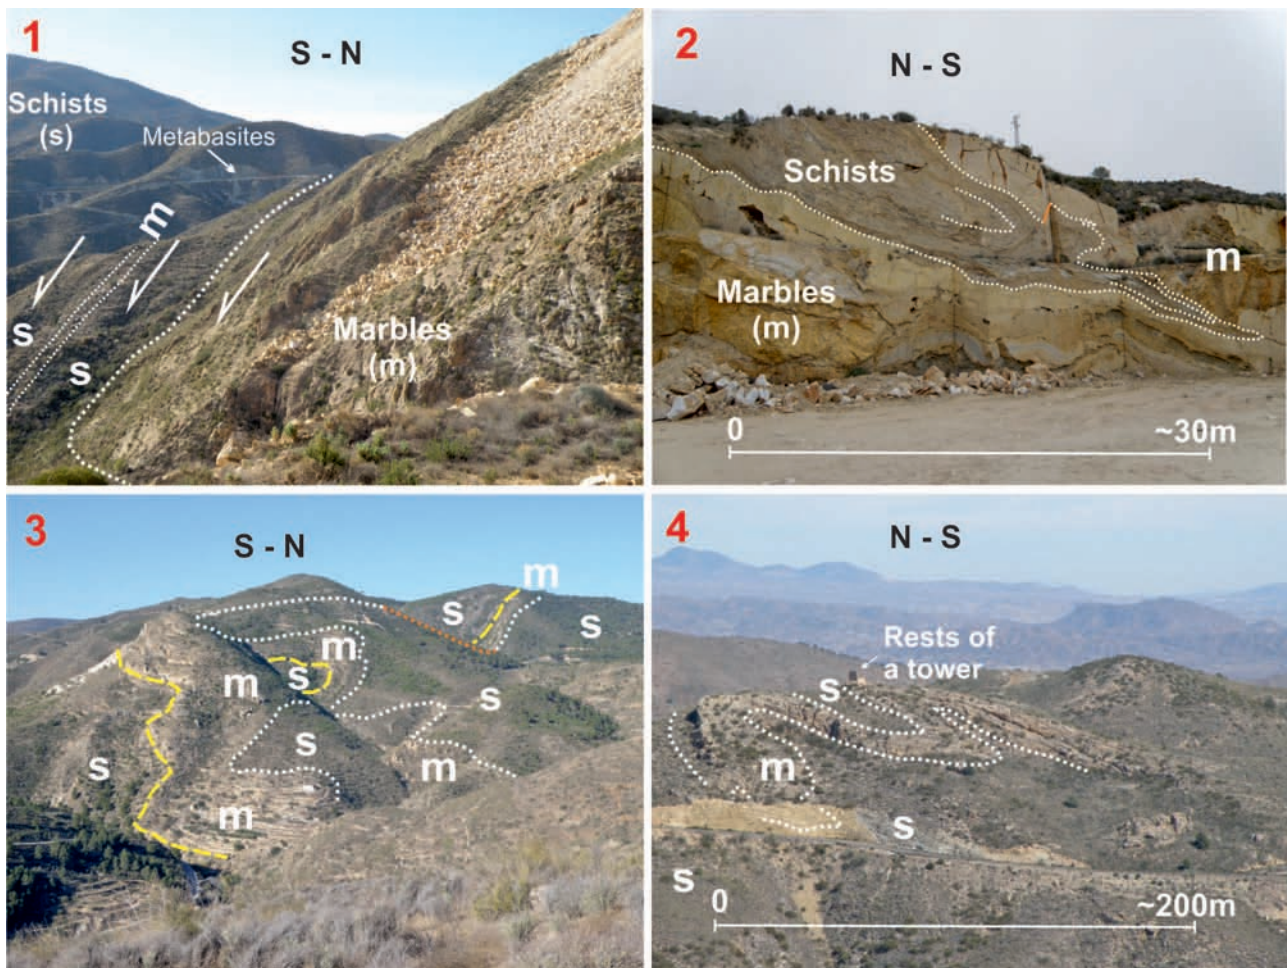 1
S - N
Schists
(s)
Metabasites
m
s
s
Marbles
(m)
2
N - S
Schists
Marbles
(m)
m
0
~30m
3
S - N
m
s
s
m
s
m
s
s
s
m
m
4
N - S
Rests of
a tower
s
m
s
s
0
~200m